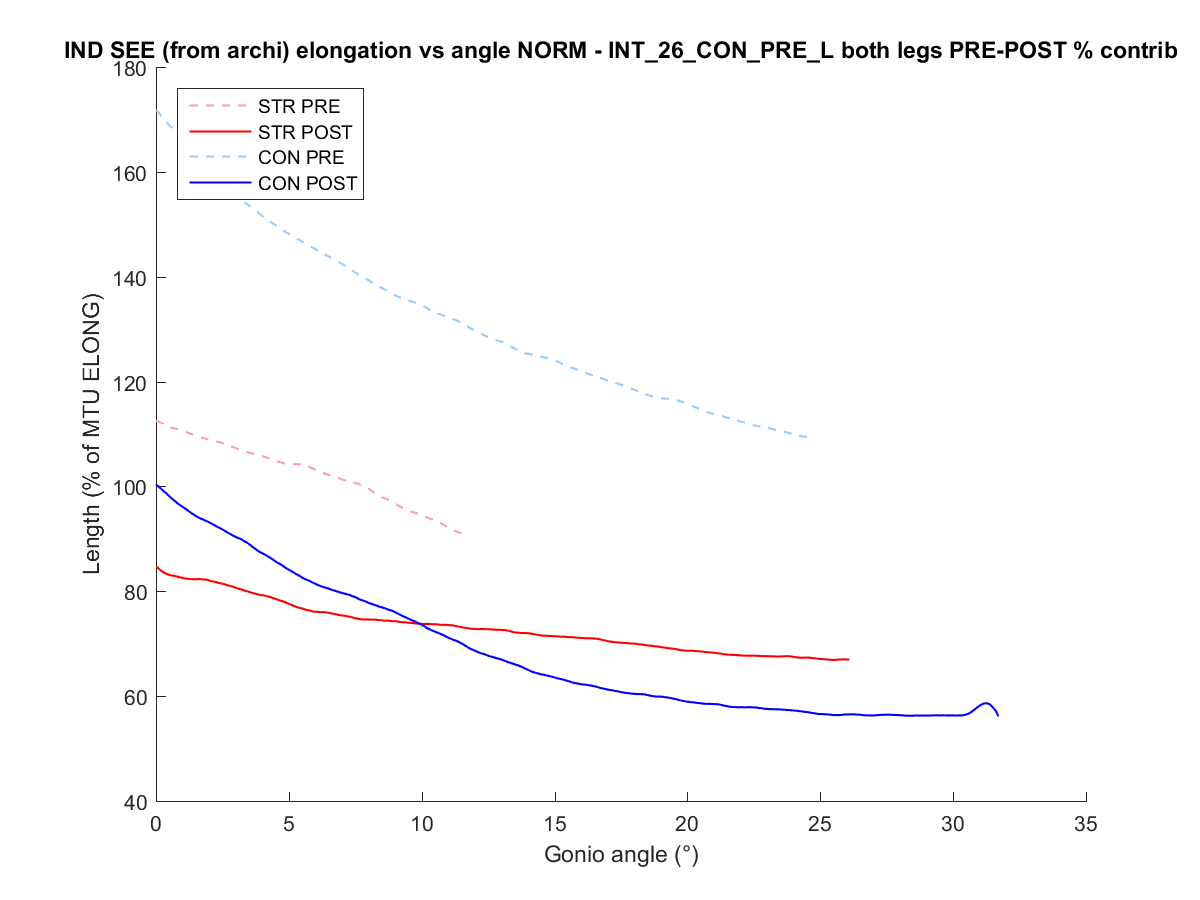 IND SEE (from archi) elongation vs angle NORM - INT_26_CON_PRE_L both legs PRE-POST % contrib
180
160
140
120
100
80
60
40
Length (% of MTU ELONG)
STR PRE
STR POST
CON PRE
CON POST
0 5 10 15 20 25 30 35
Gonio angle (°)